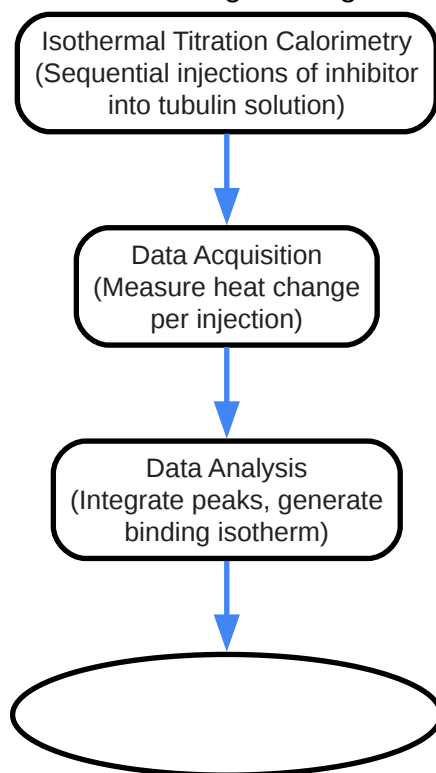 Isothermal Titration Calorimetry
(Sequential injections of inhibitor
into tubulin solution)
Data Acquisition
(Measure heat change
per injection)
Data Analysis
(Integrate peaks, generate
binding isotherm)